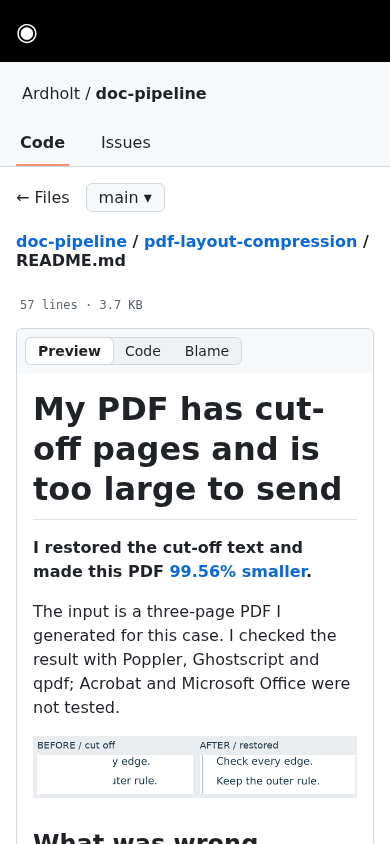 Ardholt / doc-pipeline
Code Issues
← Files main ▾
doc-pipeline / pdf-layout-compression /
README.md
57 lines · 3.7 KB
Preview Code Blame
My PDF has cut-
off pages and is
too large to send
I restored the cut-off text and
made this PDF 99.56% smaller.
The input is a three-page PDF I
generated for this case. I checked the
result with Poppler, Ghostscript and
qpdf; Acrobat and Microsoft Office were
not tested.
BEFORE / cut off AFTER / restored
y edge. Check every edge.
uter rule. Keep the outer rule.
What was wrong